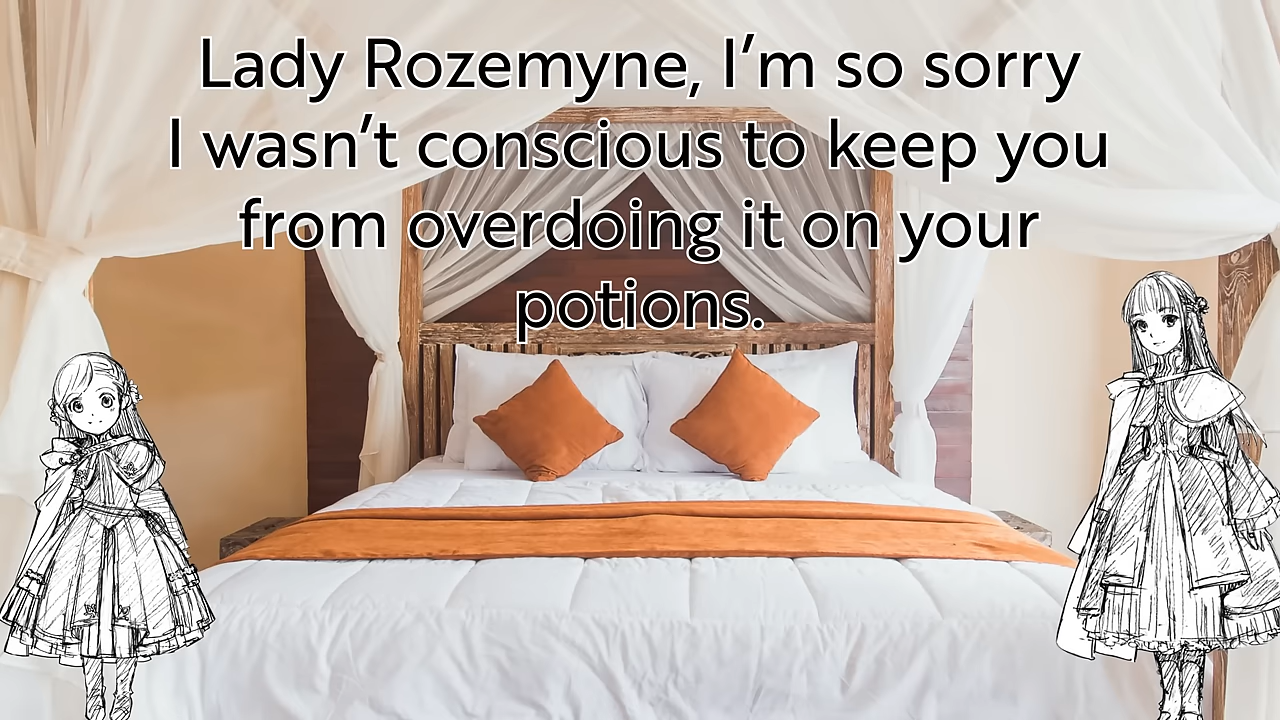 Lady Rozemyne, I’m so sorry
I wasn’t conscious to keep you
from overdoing it on your
potions.